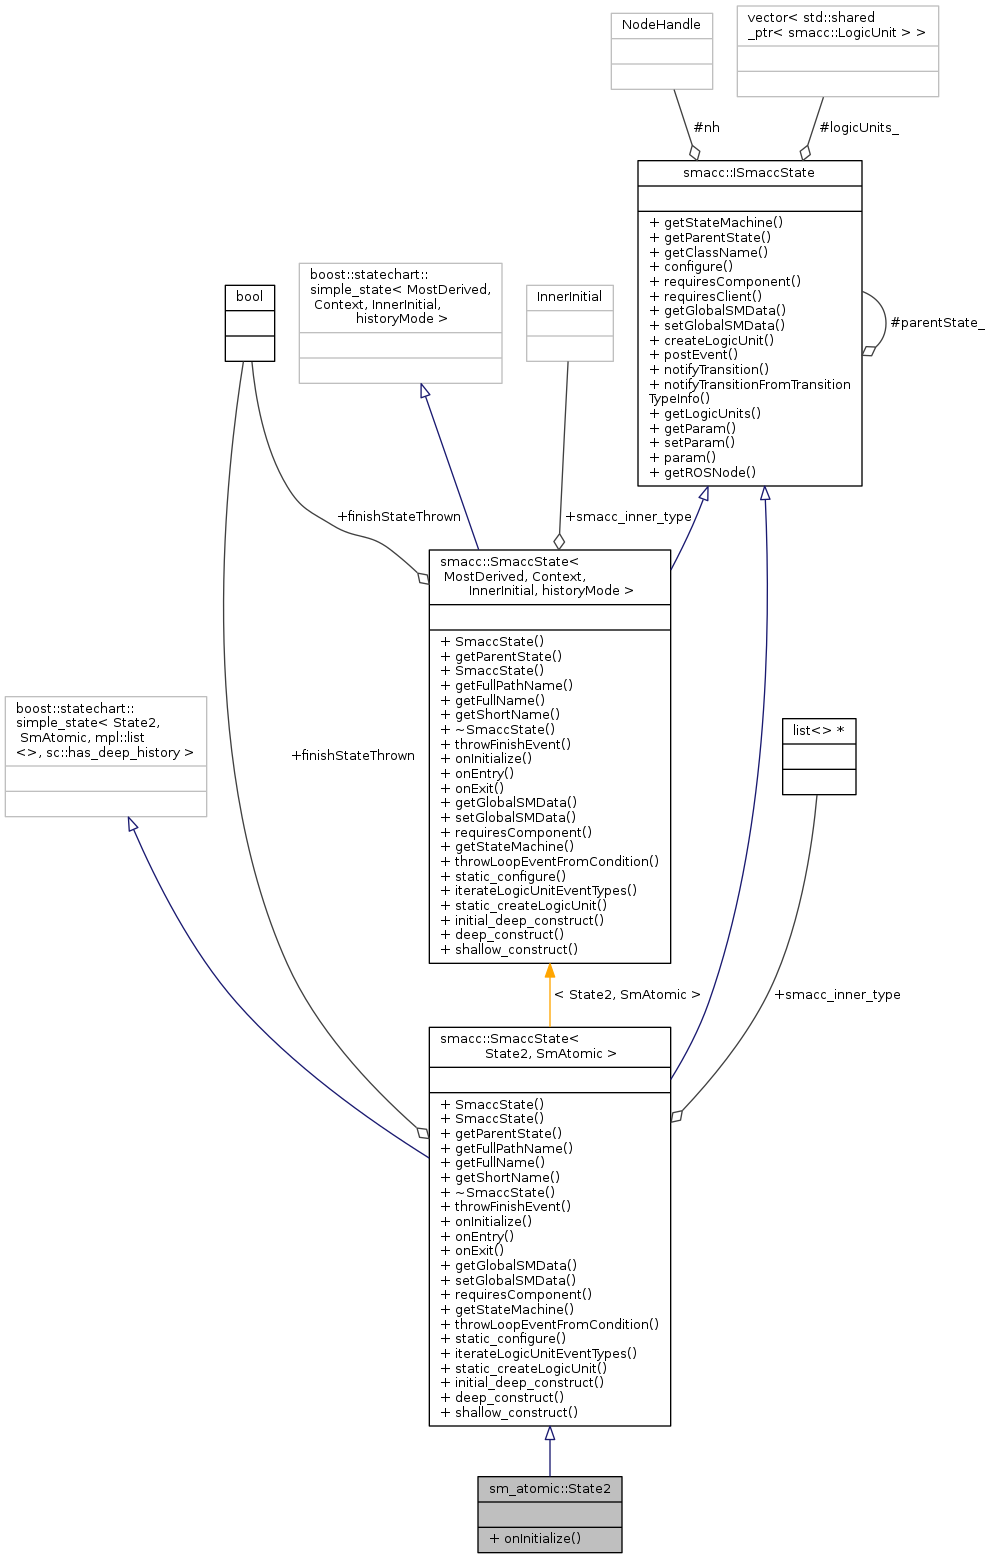 NodeHandle
vector< std::shared
_ptr< smacc::LogicUnit > >
#nh
#logicUnits_
smacc::ISmaccState
+ getStateMachine()
+ getParentState()
+ getClassName()
+ configure()
+ requiresComponent()
+ requiresClient()
+ getGlobalSMData()
+ setGlobalSMData()
+ createLogicUnit()
+ postEvent()
+ notifyTransition()
+ notifyTransitionFromTransition
TypeInfo()
+ getLogicUnits()
+ getParam()
+ setParam()
+ param()
+ getROSNode()
#parentState_
bool
boost::statechart::
simple_state< MostDerived,
Context, InnerInitial,
historyMode >
InnerInitial
+finishStateThrown
+smacc_inner_type
smacc::SmaccState<
MostDerived, Context,
InnerInitial, historyMode >
+ SmaccState()
+ getParentState()
+ SmaccState()
+ getFullPathName()
+ getFullName()
+ getShortName()
+ ~SmaccState()
+ throwFinishEvent()
+ onInitialize()
+ onEntry()
+ onExit()
+ getGlobalSMData()
+ setGlobalSMData()
+ requiresComponent()
+ getStateMachine()
+ throwLoopEventFromCondition()
+ static_configure()
+ iterateLogicUnitEventTypes()
+ static_createLogicUnit()
+ initial_deep_construct()
+ deep_construct()
+ shallow_construct()
boost::statechart::
simple_state< State2,
SmAtomic, mpl::list
<>, sc::has_deep_history >
+finishStateThrown
list<> *
< State2, SmAtomic >
+smacc_inner_type
smacc::SmaccState<
State2, SmAtomic >
+ SmaccState()
+ SmaccState()
+ getParentState()
+ getFullPathName()
+ getFullName()
+ getShortName()
+ ~SmaccState()
+ throwFinishEvent()
+ onInitialize()
+ onEntry()
+ onExit()
+ getGlobalSMData()
+ setGlobalSMData()
+ requiresComponent()
+ getStateMachine()
+ throwLoopEventFromCondition()
+ static_configure()
+ iterateLogicUnitEventTypes()
+ static_createLogicUnit()
+ initial_deep_construct()
+ deep_construct()
+ shallow_construct()
sm_atomic::State2
+ onInitialize()